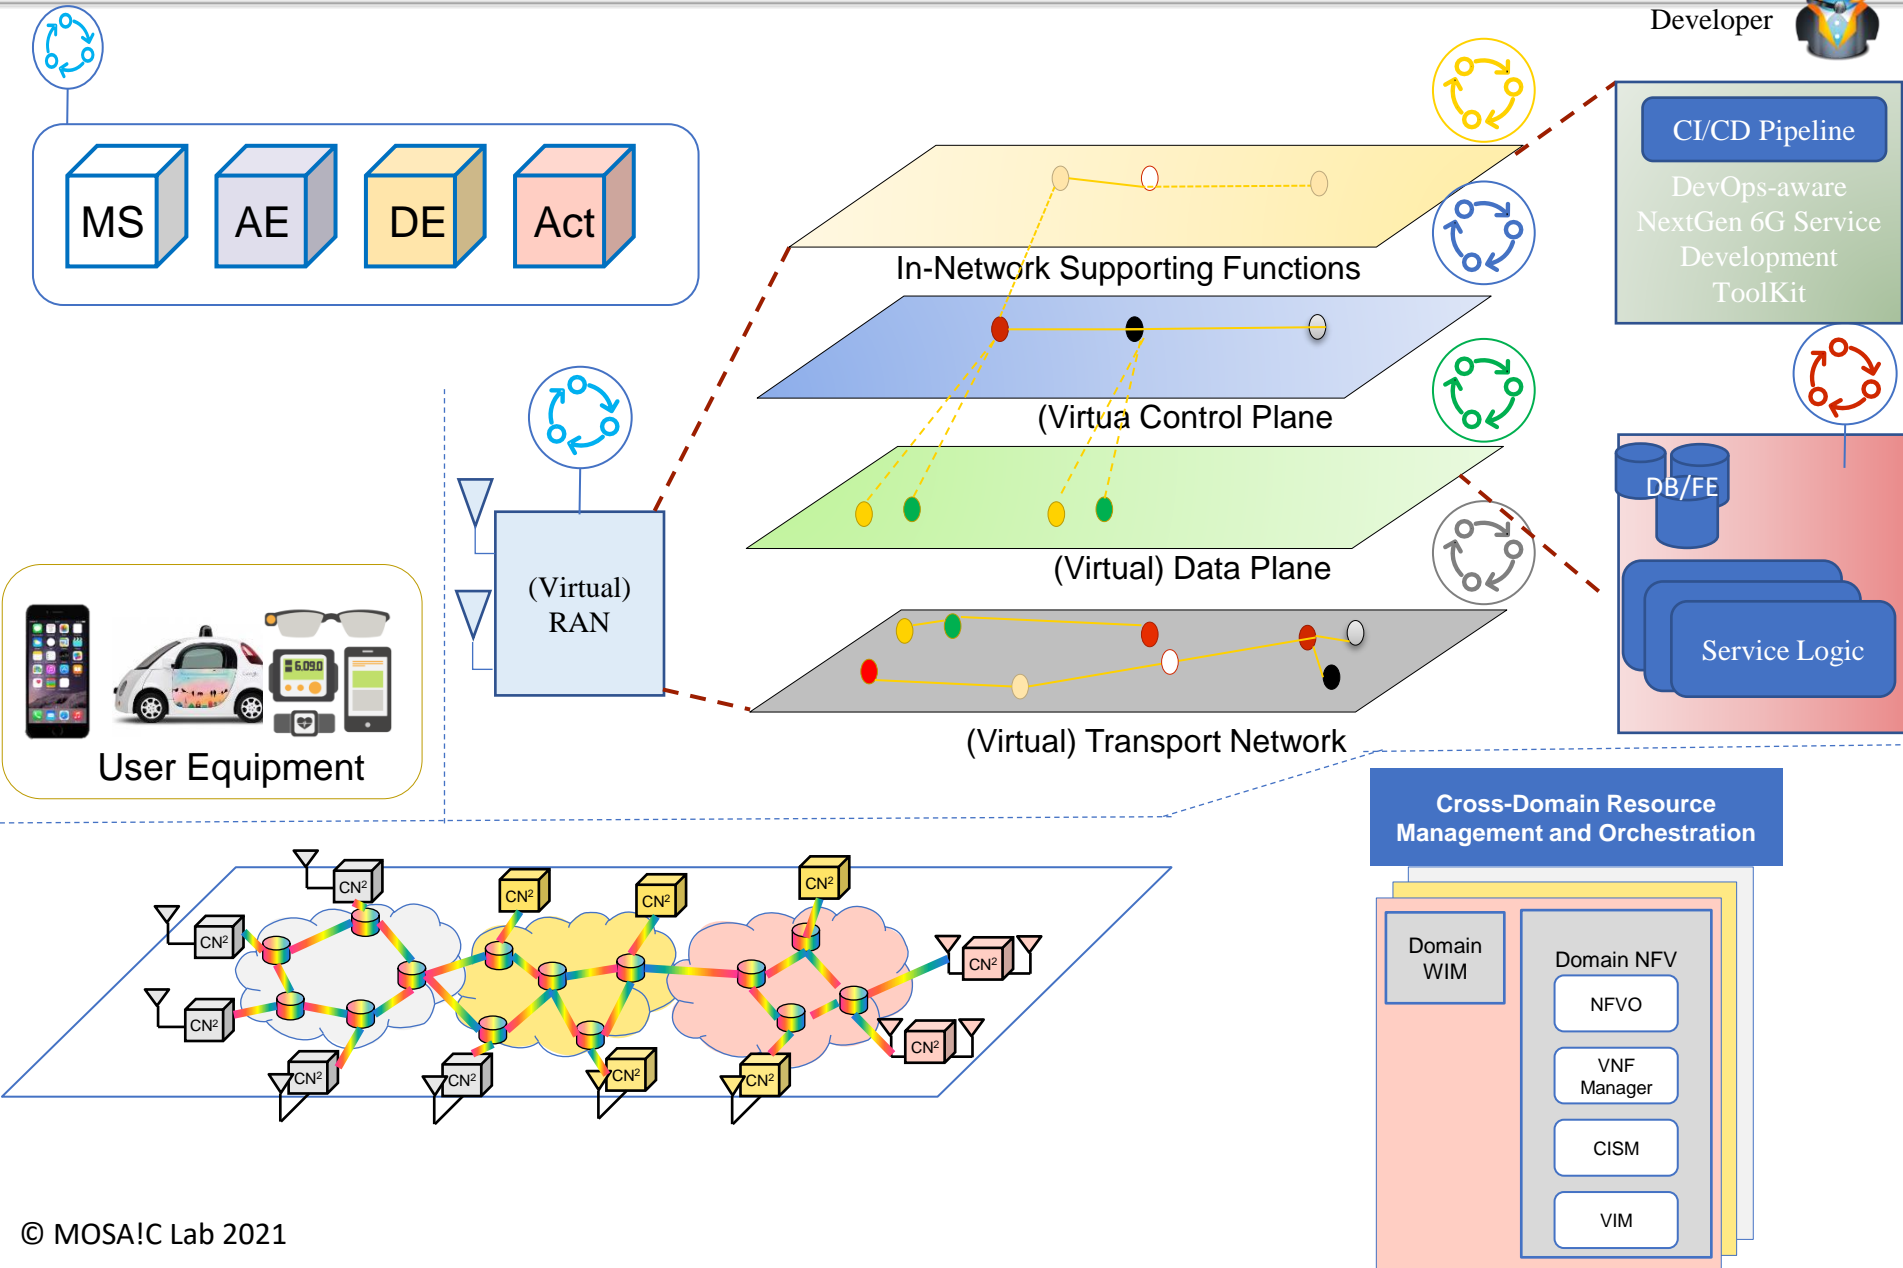 Developer
MS
AE
DE
Act
CI/CD Pipeline
DevOps-aware
NextGen 6G Service
Development
ToolKit
In-Network Supporting Functions
(Virtua Control Plane
DB/FE
(Virtual) Data Plane
(Virtual)
RAN
Service Logic
6.09.0
User Equipment
(Virtual) Transport Network
Cross-Domain Resource
Management and Orchestration
CN²
CN²
CN²
CN²
CN²
CN²
CN²
CN²
CN²
CN²
CN²
CN²
Domain
WIM
Domain NFV
NFVO
VNF
Manager
CISM
VIM
© MOSA!C Lab 2021